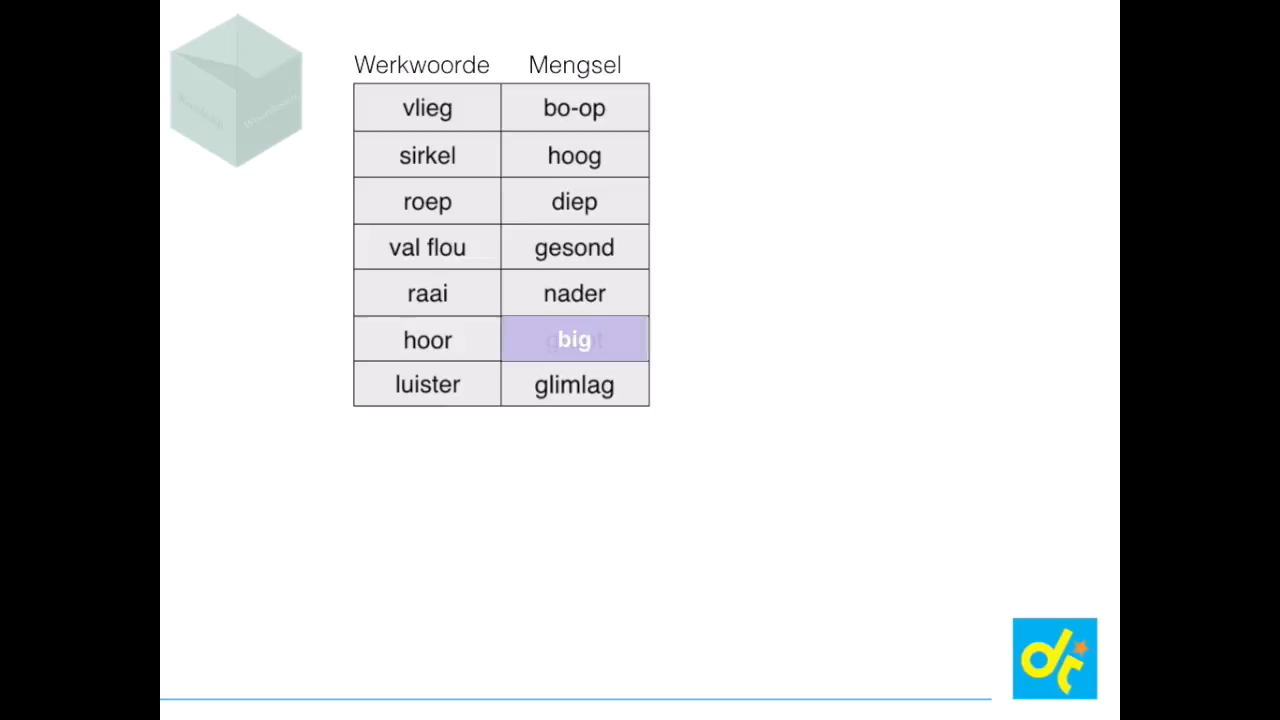 Werkwoorde Mengsel
vlieg bo-op
sirkel hoog
roep diep
val flou gesond
raai nader
hoor big
luister glimlag